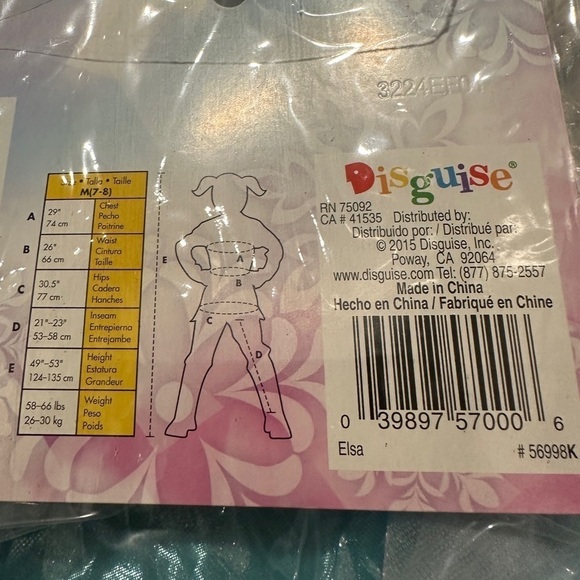 3224EF01
Talla • Taille
M(7-8)
A
29"
74 cm
Chest
Pecho
Poitrine
B
26"
66 cm
Waist
Cintura
Taille
C
30.5"
77 cm
Hips
Cadera
Hanches
D
21"-23"
53-58 cm
Inseam
Entrepierno
Entrejambe
E
49"-53"
124-135 cm
Height
Estatura
Grandeur
58-66 lbs
26-30 kg
Weight
Peso
Poids
E
A
B
C
D
Disguise®
RN 75092
CA # 41535 Distributed by:
Distribuido por: / Distribué par:
© 2015 Disguise, Inc.
Poway, CA 92064
www.disguise.com Tel: (877) 875-2557
Made in China
Hecho en China / Fabriqué en Chine
0 39897 57000 6
Elsa # 56998K